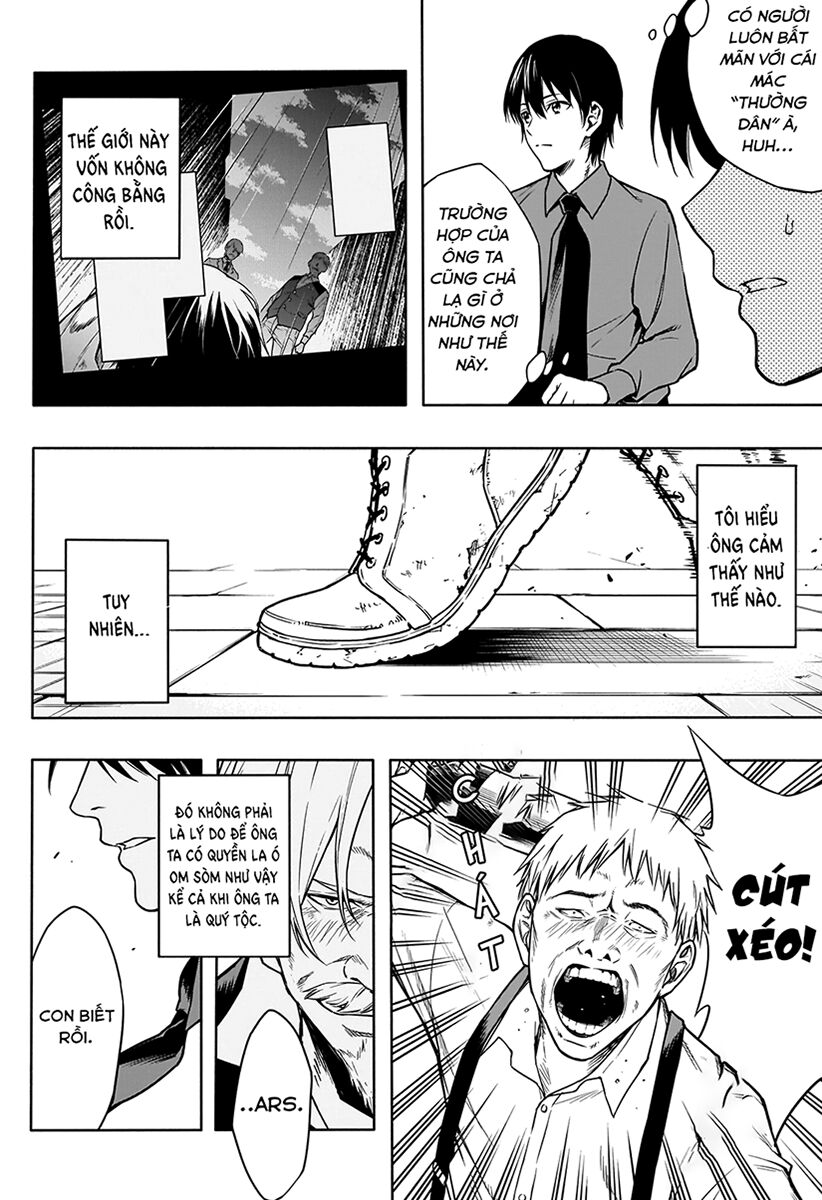 CÓ NGƯỜI
LUÔN BẤT
MÃN VỚI CÁI
MÁC
“THƯỜNG
DÂN” À,
HUH...
TRƯỜNG
HỢP CỦA
ÔNG TA
CŨNG CHẢ
LẠ GÌ Ở
NHỮNG NƠI
NHƯ THẾ
NÀY.
THẾ GIỚI NÀY
VỐN KHÔNG
CÔNG BẰNG
RỒI.
TÔI HIỂU
ÔNG CẢM
THẤY NHƯ
THẾ NÀO.
TUY
NHIÊN...
CÚT
XÉO!
HÁT
ĐÓ KHÔNG PHẢI
LÀ LÝ DO ĐỂ ÔNG
TA CÓ QUYỀN LA Ó
OM SÒM NHƯ VẬY
KỂ CẢ KHI ÔNG TA
LÀ QUÝ TỘC.
..ARS.
CON BIẾT
RỒI.